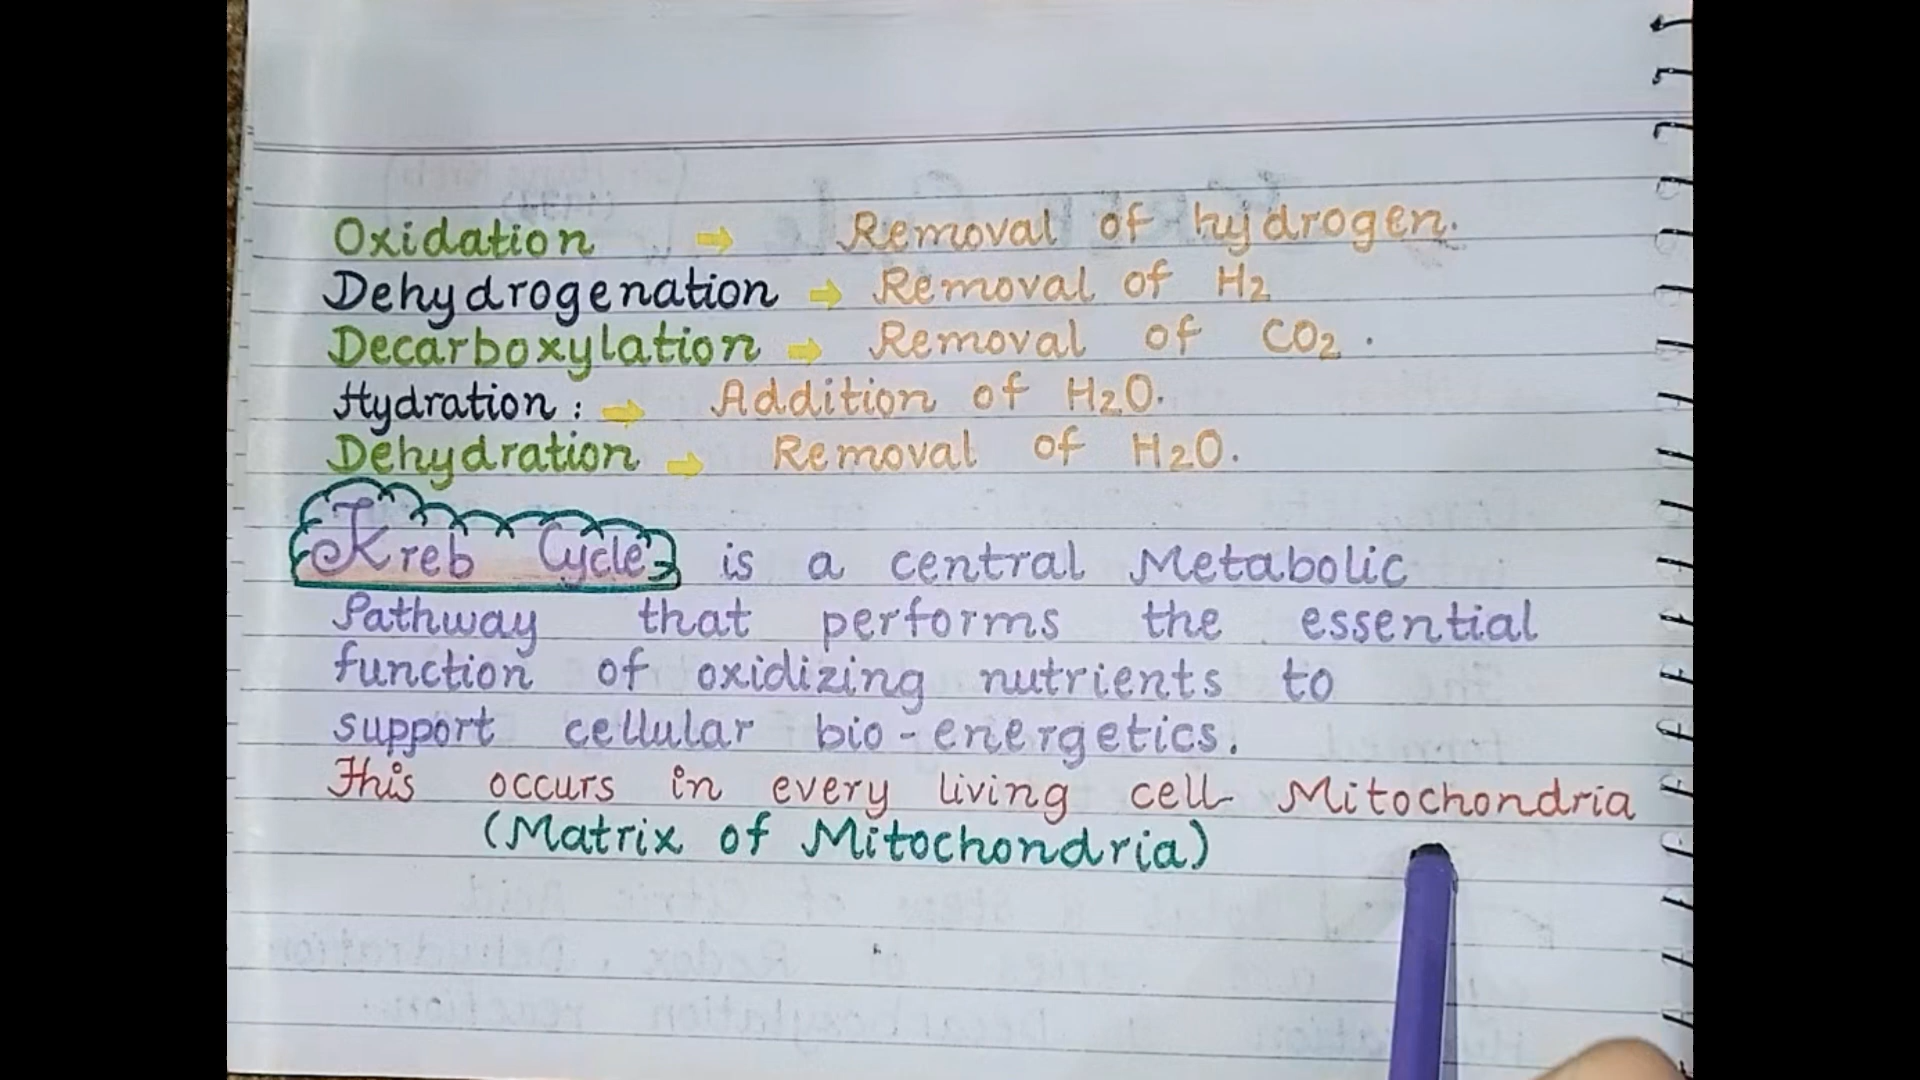 Oxidation ➡ Removal of hydrogen.
Dehydrogenation ➡ Removal of H2
Decarboxylation ➡ Removal of CO2.
Hydration: ➡ Addition of H2O.
Dehydration ➡ Removal of H2O.
Kreb Cycle is a central Metabolic
Pathway that performs the essential
function of oxidizing nutrients to
support cellular bio-energetics.
This occurs in every living cell Mitochondria
(Matrix of Mitochondria)